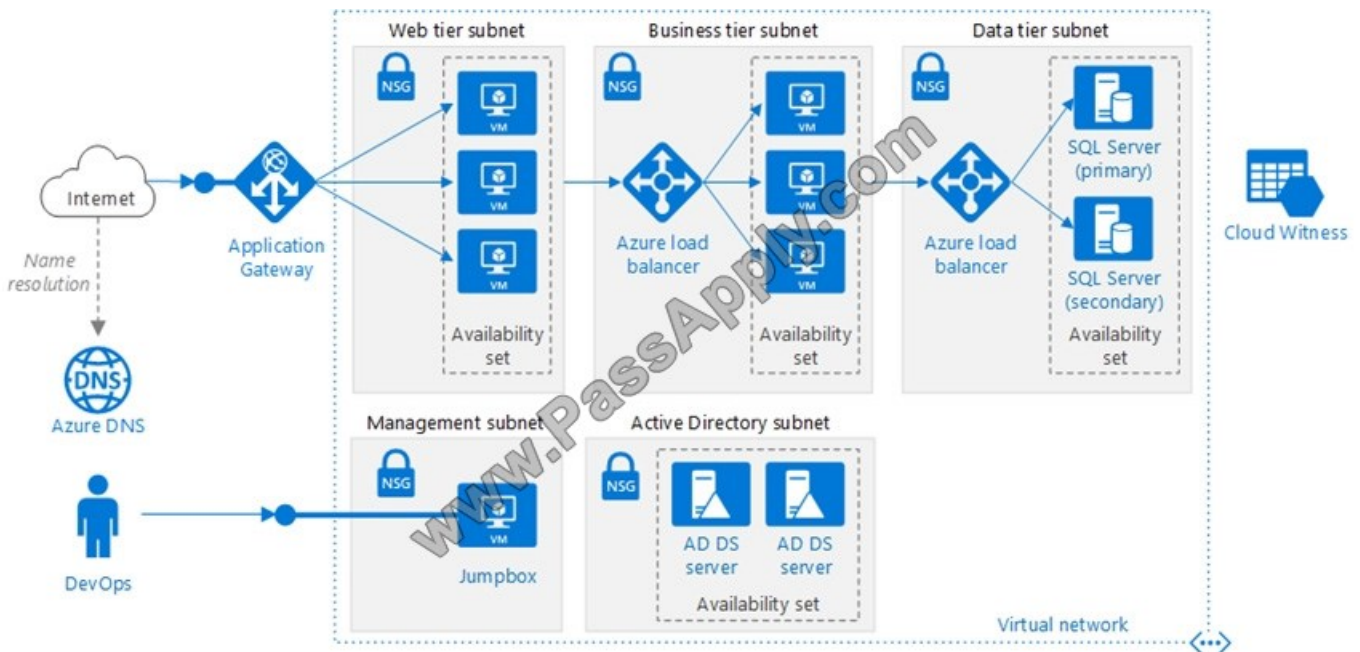 Web tier subnet
Business tier subnet
Data tier subnet
NSG
VM
VM
VM
Availability
set
NSG
Azure load
balancer
VM
VM
VM
Availability
set
NSG
Azure load
balancer
SQL Server
(primary)
SQL Server
(secondary)
Availability
set
Internet
Application
Gateway
Cloud Witness
Name
resolution
DNS
Azure DNS
Management subnet
Active Directory subnet
NSG
VM
Jumpbox
NSG
AD DS
server
AD DS
server
Availability set
DevOps
Virtual network
www.PassApply.com